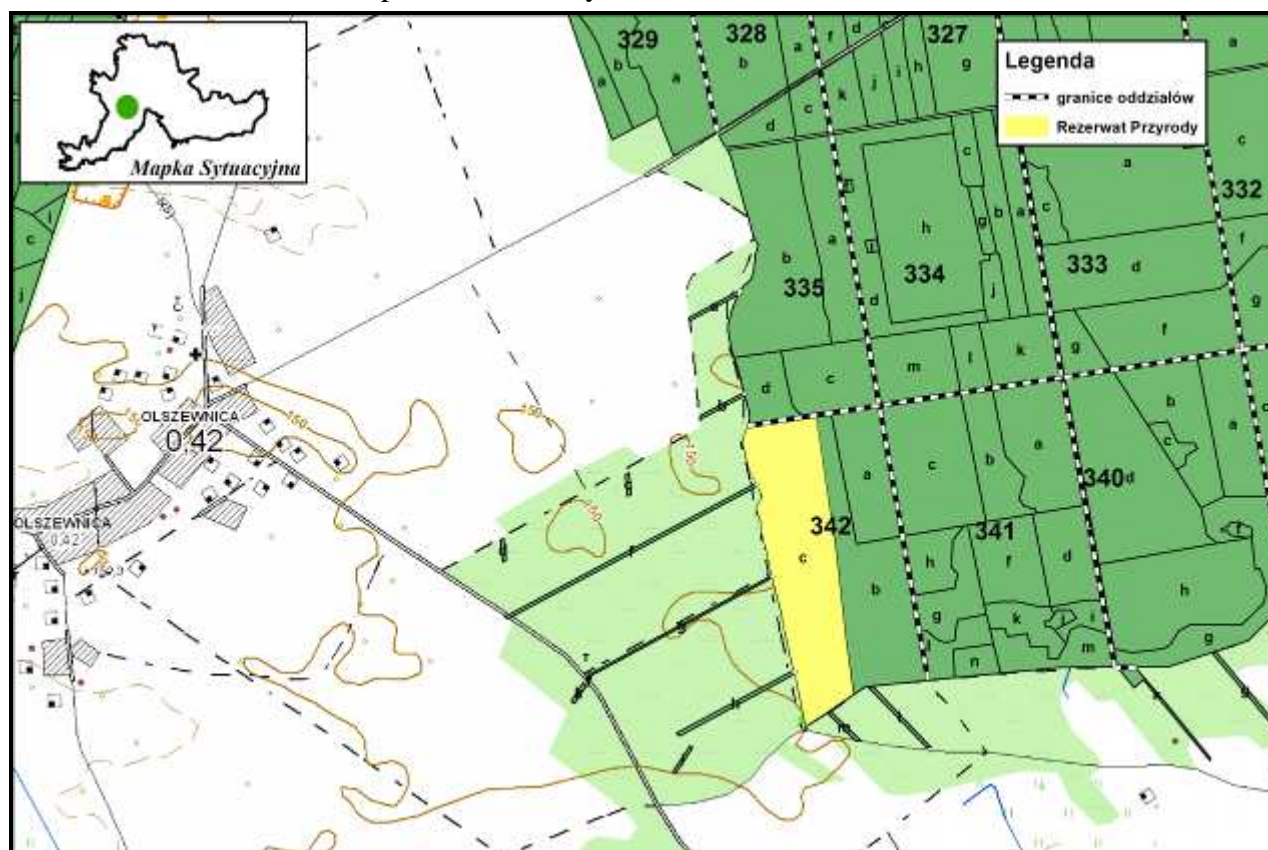 Mapka Sytuacyjna
Legenda
granice oddziałów
Rezerwat Przyrody
329
328
327
332
333
334
335
OLSZEWNICA
0,42
OLSZEWNICA
0,42
150
150
150
150
342
341
340
a
b
a
b
a
f
d
c
k
j
i
h
g
d
a
c
f
g
b
a
d
h
c
g
b
a
c
d
j
d
c
m
l
k
g
f
c
a
b
a
c
b
a
d
b
c
a
h
f
d
g
k
j
i
m
n
h
g
f
m
l
c
l
j